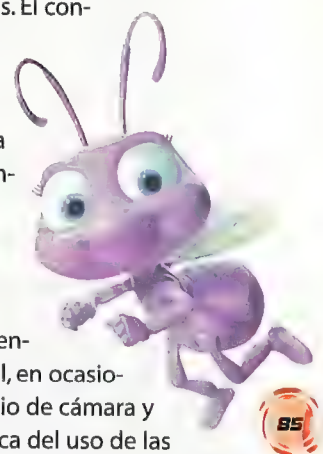 s. El con-
a
n-
en-
l, en ocasio-
io de cámara y
ca del uso de las
85